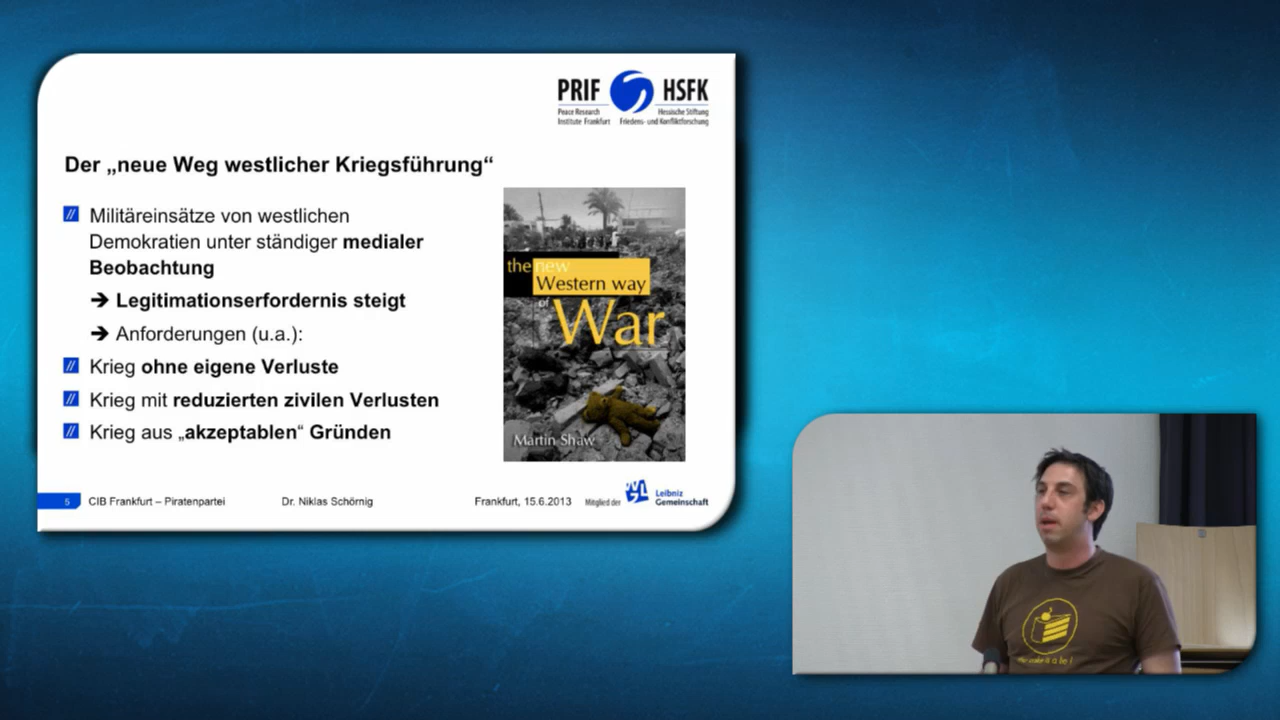 PRIF HSFK
Peace Research Hessische Stiftung
Institute Frankfurt Friedens- und Konfliktforschung
Der „neue Weg westlicher Kriegsführung“
Militäreinsätze von westlichen
Demokratien unter ständiger medialer
Beobachtung
➔ Legitimationserfordernis steigt
➔ Anforderungen (u.a.):
Krieg ohne eigene Verluste
Krieg mit reduzierten zivilen Verlusten
Krieg aus „akzeptablen“ Gründen
the new
Western way
of
War
Martin Shaw
5 CIB Frankfurt – Piratenpartei Dr. Niklas Schörnig Frankfurt, 15.6.2013 Mitglied der
Leibniz
Gemeinschaft
is a lie!